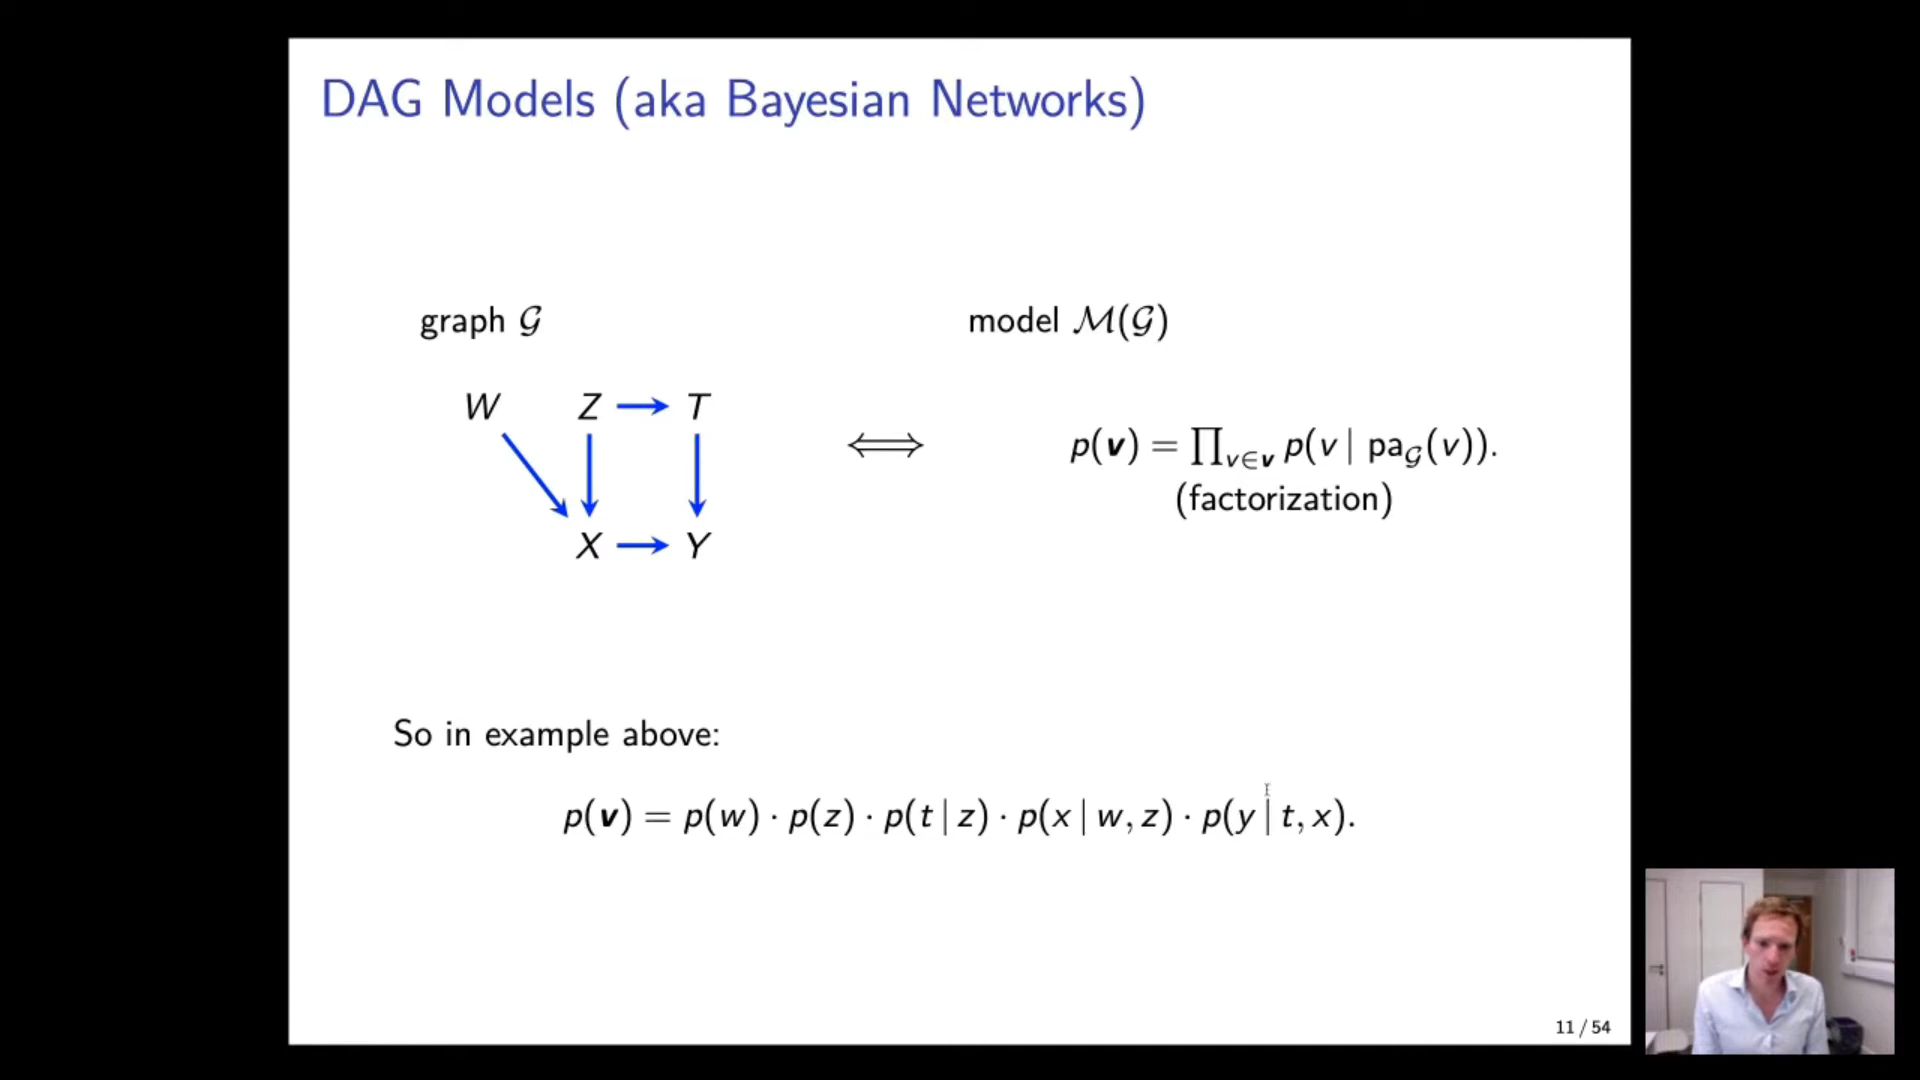 DAG Models (aka Bayesian Networks)
graph 𝒢
model ℳ(𝒢)
W Z → T
X → Y
⟺
p(𝒗) = ∏_{v∈𝒗} p(v | pa_𝒢(v)).
(factorization)
So in example above:
p(𝒗) = p(w) · p(z) · p(t | z) · p(x | w, z) · p(y | t, x).
11 / 54